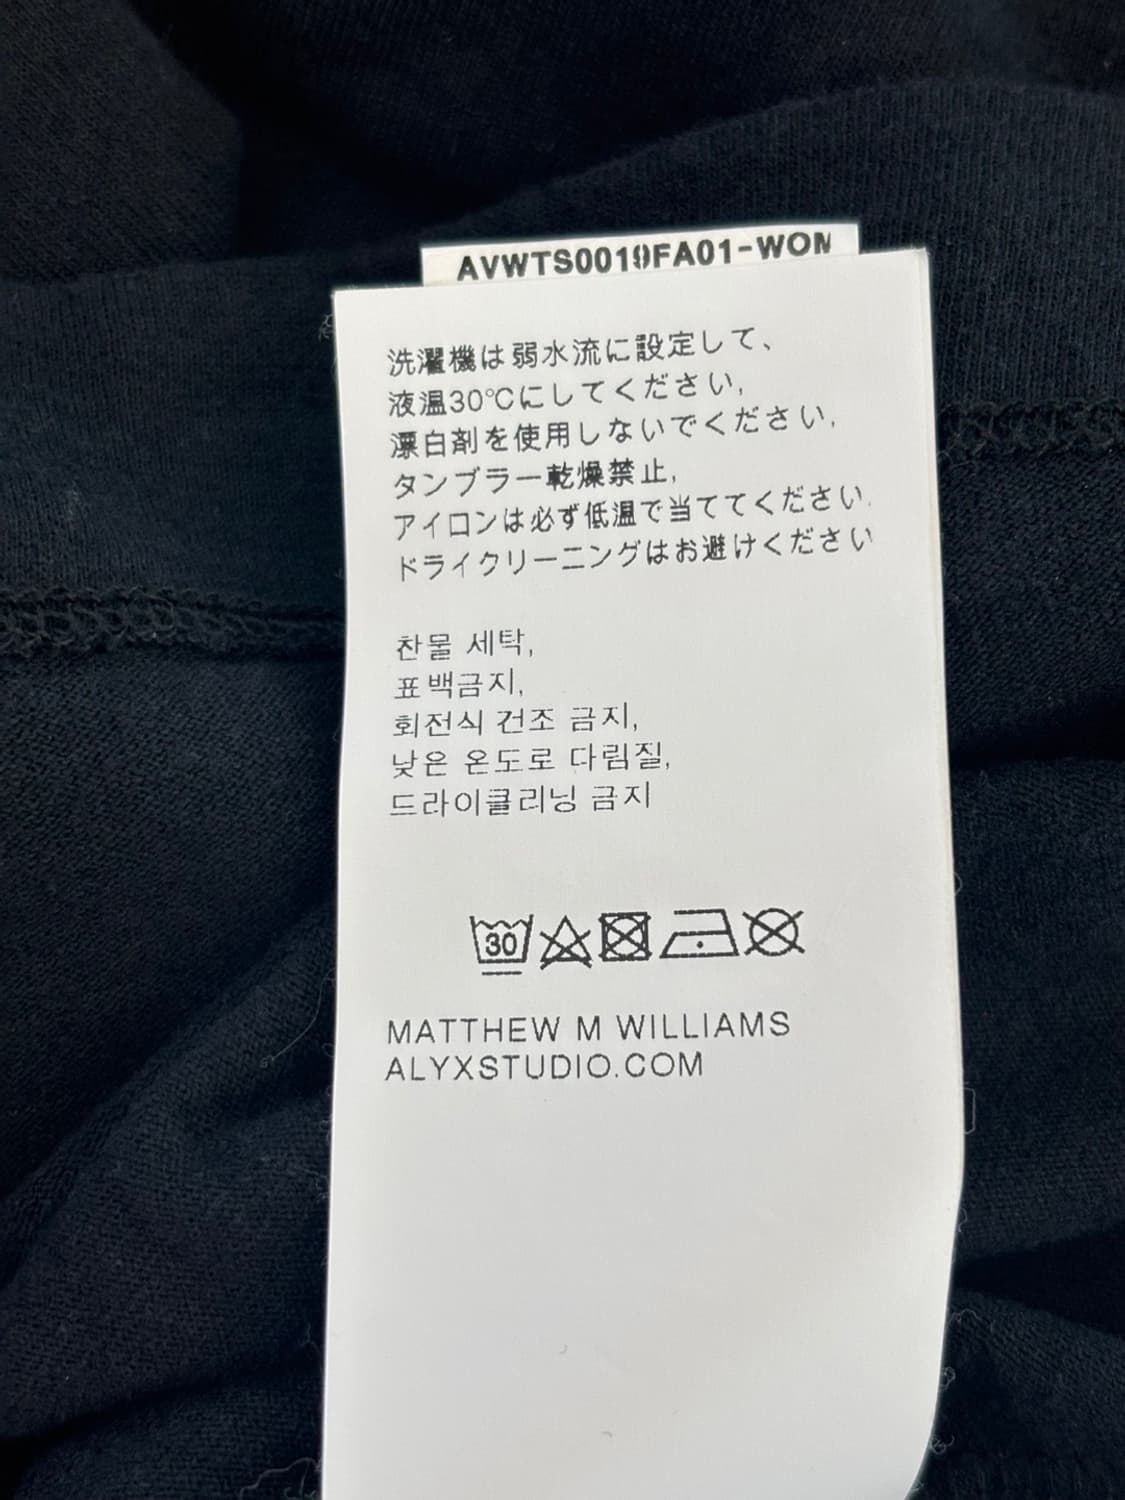 AVWTS0019FA01-WOM
洗濯機は弱水流に設定して、
液温30℃にしてください,
漂白剤を使用しないでください,
タンブラー乾燥禁止,
アイロンは必ず低温で当ててください,
ドライクリーニングはお避けください
찬물 세탁,
표백금지,
회전식 건조 금지,
낮은 온도로 다림질,
드라이클리닝 금지
30
MATTHEW M WILLIAMS
ALYXSTUDIO.COM